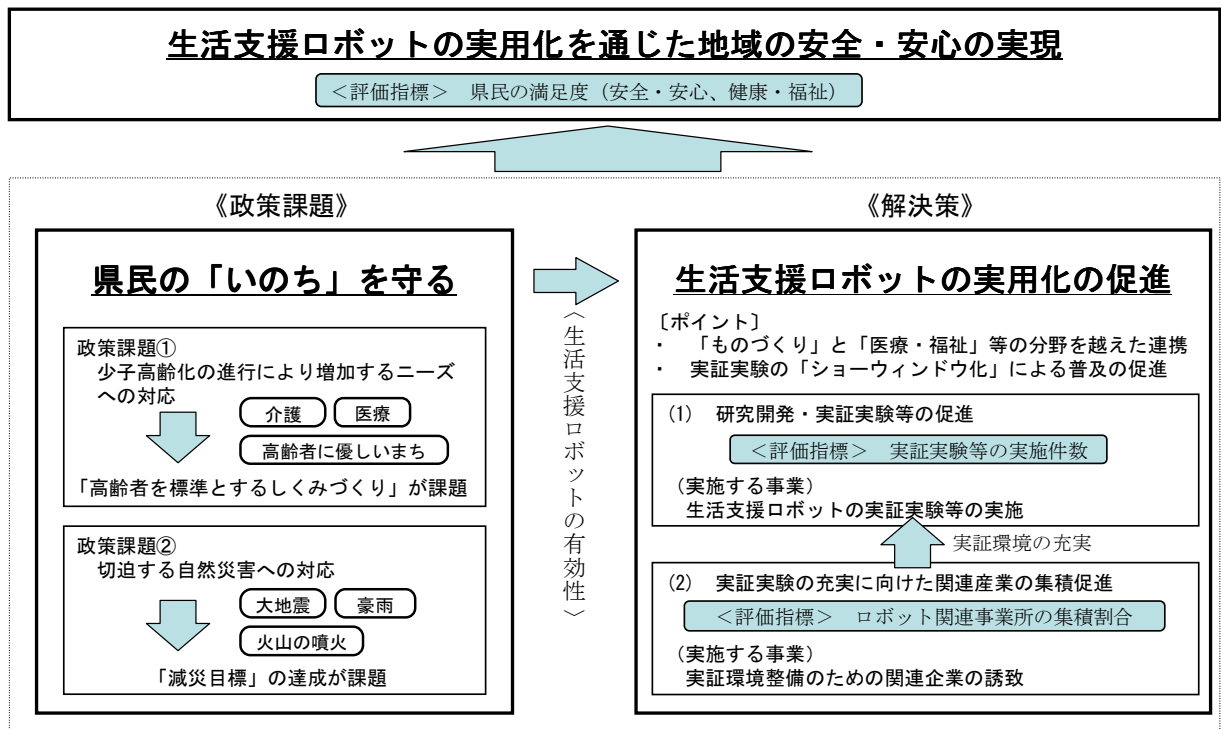 生活支援ロボットの実用化を通じた地域の安全・安心の実現
＜評価指標＞　県民の満足度（安全・安心、健康・福祉）
《政策課題》
県民の「いのち」を守る
政策課題①
少子高齢化の進行により増加するニーズ
への対応
介護
医療
高齢者に優しいまち
「高齢者を標準とするしくみづくり」が課題
政策課題②
切迫する自然災害への対応
大地震
豪雨
火山の噴火
「減災目標」の達成が課題
〈生活支援ロボットの有効性〉
《解決策》
生活支援ロボットの実用化の促進
〔ポイント〕
・　「ものづくり」と「医療・福祉」等の分野を越えた連携
・　実証実験の「ショーウィンドウ化」による普及の促進
(1)　研究開発・実証実験等の促進
＜評価指標＞　実証実験等の実施件数
（実施する事業）
生活支援ロボットの実証実験等の実施
実証環境の充実
(2)　実証実験の充実に向けた関連産業の集積促進
＜評価指標＞　ロボット関連事業所の集積割合
（実施する事業）
実証環境整備のための関連企業の誘致